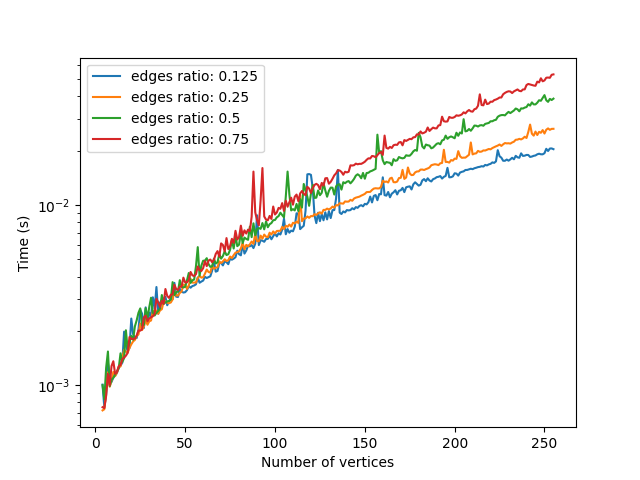 edges ratio: 0.125
edges ratio: 0.25
edges ratio: 0.5
edges ratio: 0.75
Time (s)
10⁻²
10⁻³
0 50 100 150 200 250
Number of vertices